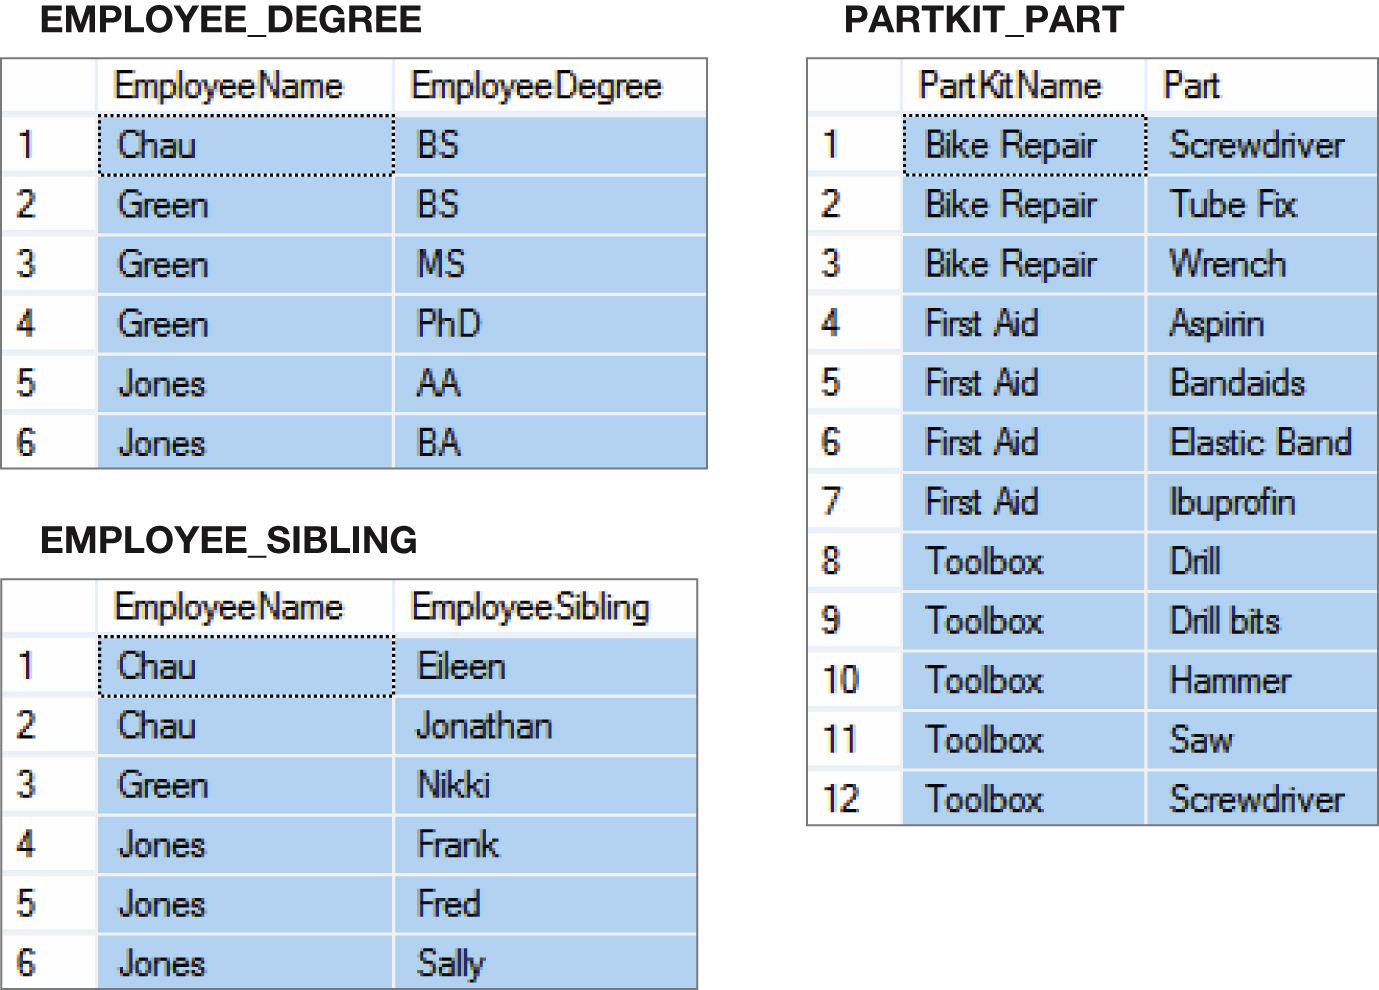 EMPLOYEE_DEGREE
EmployeeName EmployeeDegree
1 Chau BS
2 Green BS
3 Green MS
4 Green PhD
5 Jones AA
6 Jones BA
EMPLOYEE_SIBLING
EmployeeName EmployeeSibling
1 Chau Eileen
2 Chau Jonathan
3 Green Nikki
4 Jones Frank
5 Jones Fred
6 Jones Sally
PARTKIT_PART
PartKitName Part
1 Bike Repair Screwdriver
2 Bike Repair Tube Fix
3 Bike Repair Wrench
4 First Aid Aspirin
5 First Aid Bandaids
6 First Aid Elastic Band
7 First Aid Ibuprofin
8 Toolbox Drill
9 Toolbox Drill bits
10 Toolbox Hammer
11 Toolbox Saw
12 Toolbox Screwdriver